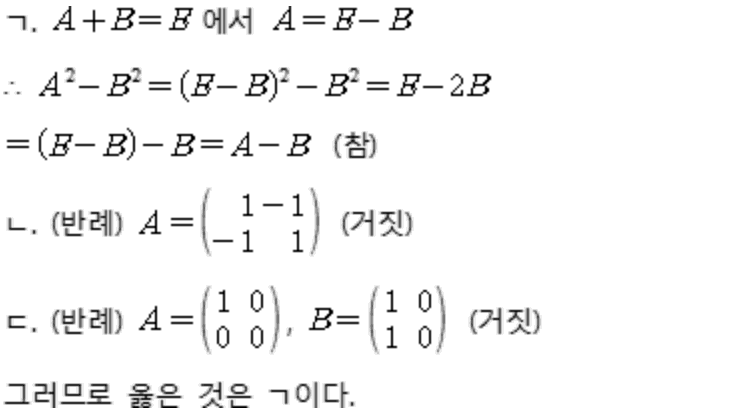 ㄱ. A+B=E 에서 A=E-B
∴ A²-B²=(E-B)²-B²=E-2B
=(E-B)-B=A-B (참)
ㄴ. (반례) A=(1 -1
-1 1) (거짓)
ㄷ. (반례) A=(1 0
0 0), B=(1 0
1 0) (거짓)
그러므로 옳은 것은 ㄱ이다.